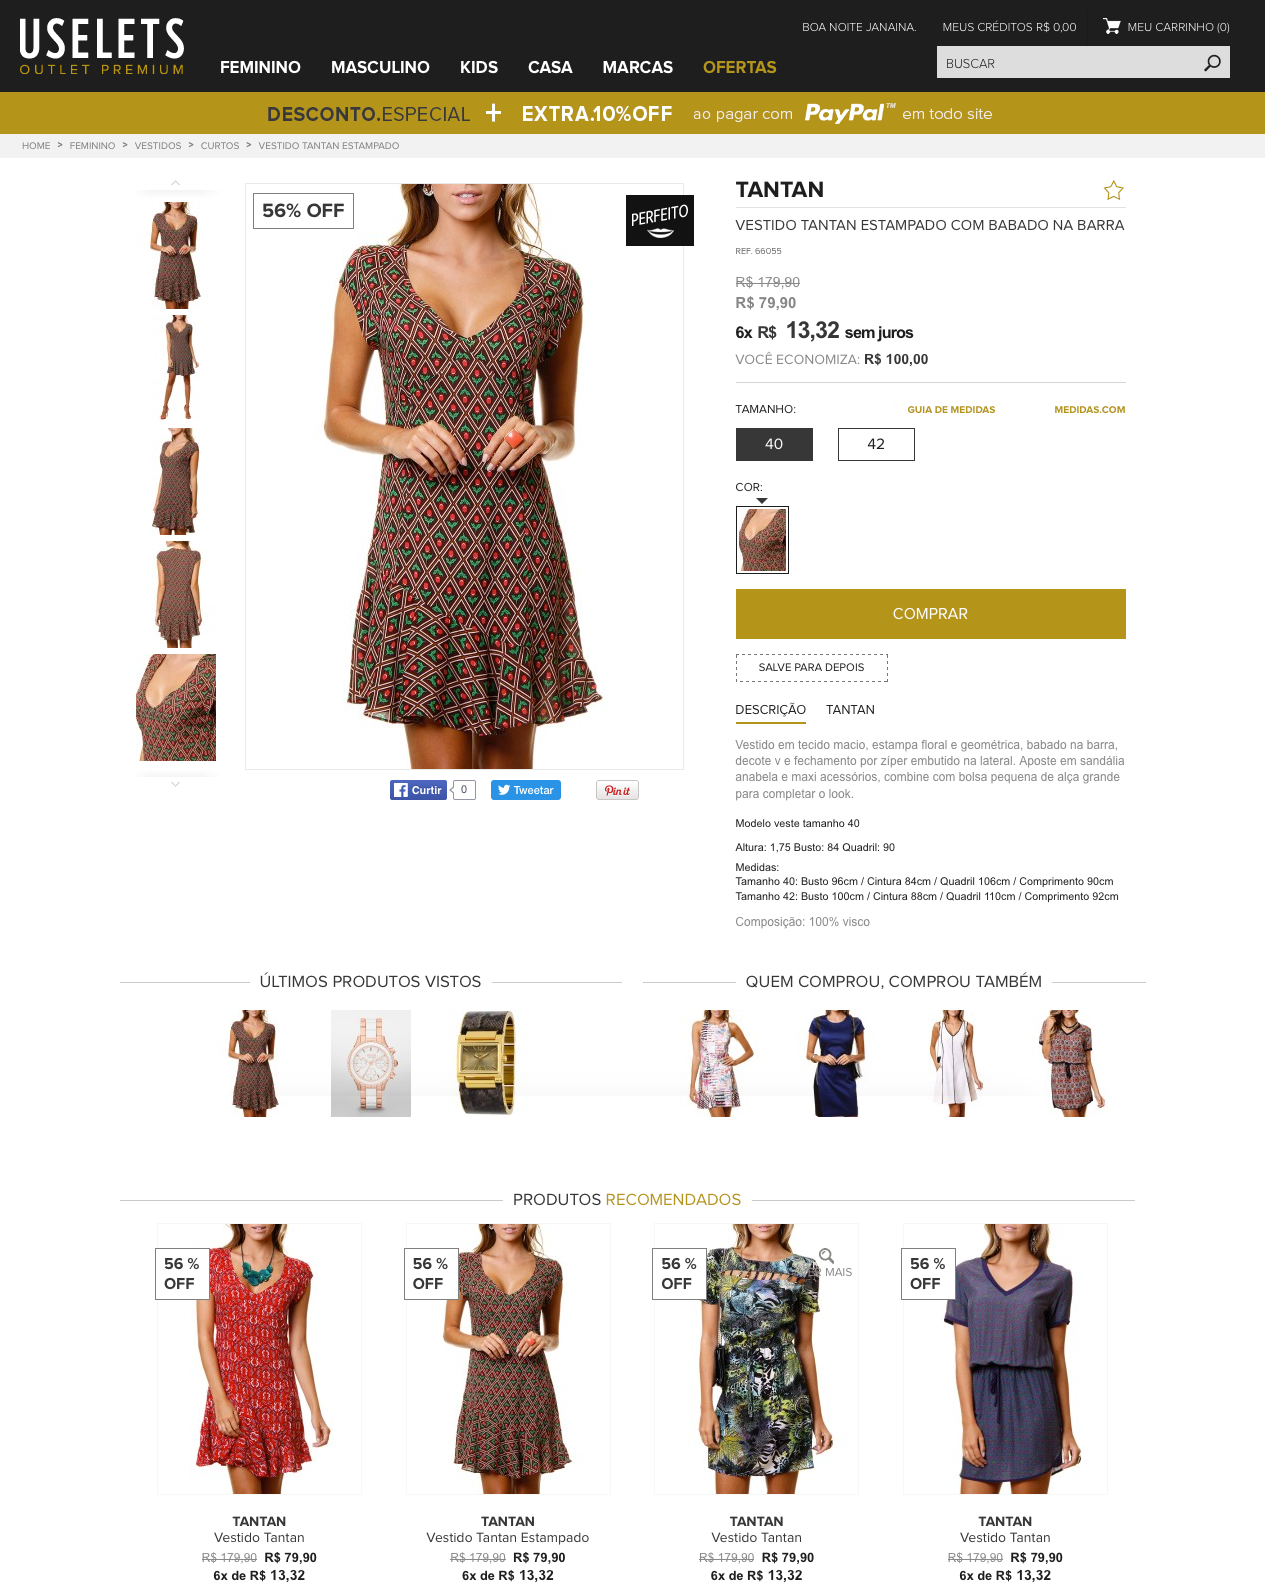 USELETS
OUTLET PREMIUM
BOA NOITE JANAINA.
MEUS CRÉDITOS R$ 0,00
MEU CARRINHO (0)
FEMININO MASCULINO KIDS CASA MARCAS OFERTAS
BUSCAR
DESCONTO.ESPECIAL + EXTRA.10%OFF ao pagar com PayPal™ em todo site
HOME > FEMININO > VESTIDOS > CURTOS > VESTIDO TANTAN ESTAMPADO
56% OFF
PERFEITO
TANTAN
VESTIDO TANTAN ESTAMPADO COM BABADO NA BARRA
REF. 66055
R$ 179,90
R$ 79,90
6x R$ 13,32 sem juros
VOCÊ ECONOMIZA: R$ 100,00
TAMANHO:
GUIA DE MEDIDAS
MEDIDAS.COM
40
42
COR:
COMPRAR
SALVE PARA DEPOIS
DESCRIÇÃO TANTAN
Vestido em tecido macio, estampa floral e geométrica, babado na barra,
decote v e fechamento por zíper embutido na lateral. Aposte em sandália
anabela e maxi acessórios, combine com bolsa pequena de alça grande
para completar o look.
Modelo veste tamanho 40
Altura: 1,75 Busto: 84 Quadril: 90
Medidas:
Tamanho 40: Busto 96cm / Cintura 84cm / Quadril 106cm / Comprimento 90cm
Tamanho 42: Busto 100cm / Cintura 88cm / Quadril 110cm / Comprimento 92cm
Composição: 100% visco
Curtir 0
Tweetar
Pin it
ÚLTIMOS PRODUTOS VISTOS
QUEM COMPROU, COMPROU TAMBÉM
PRODUTOS RECOMENDADOS
56 %
OFF
56 %
OFF
56 %
OFF
MAIS
56 %
OFF
TANTAN
Vestido Tantan
R$ 179,90 R$ 79,90
6x de R$ 13,32
TANTAN
Vestido Tantan Estampado
R$ 179,90 R$ 79,90
6x de R$ 13,32
TANTAN
Vestido Tantan
R$ 179,90 R$ 79,90
6x de R$ 13,32
TANTAN
Vestido Tantan
R$ 179,90 R$ 79,90
6x de R$ 13,32